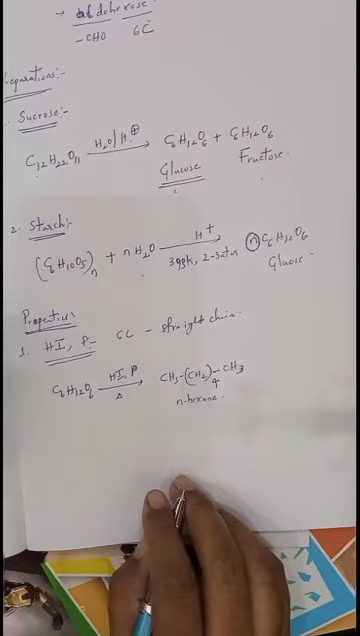 → aldohexose
-CHO 6C
Preparations:-
Sucrose:-
C12H22O11 —H2O/H⊕→ C6H12O6 + C6H12O6
Glucose Fructose.
2. Starch:-
(C6H10O5)n + nH2O —H+→ n C6H12O6
393K, 2-3atm Glucose -
Properties
1. HI, P:- 6C - straight chain.
C6H12O6 —HI, P→ CH3-(CH2)4-CH3
Δ n-hexane.